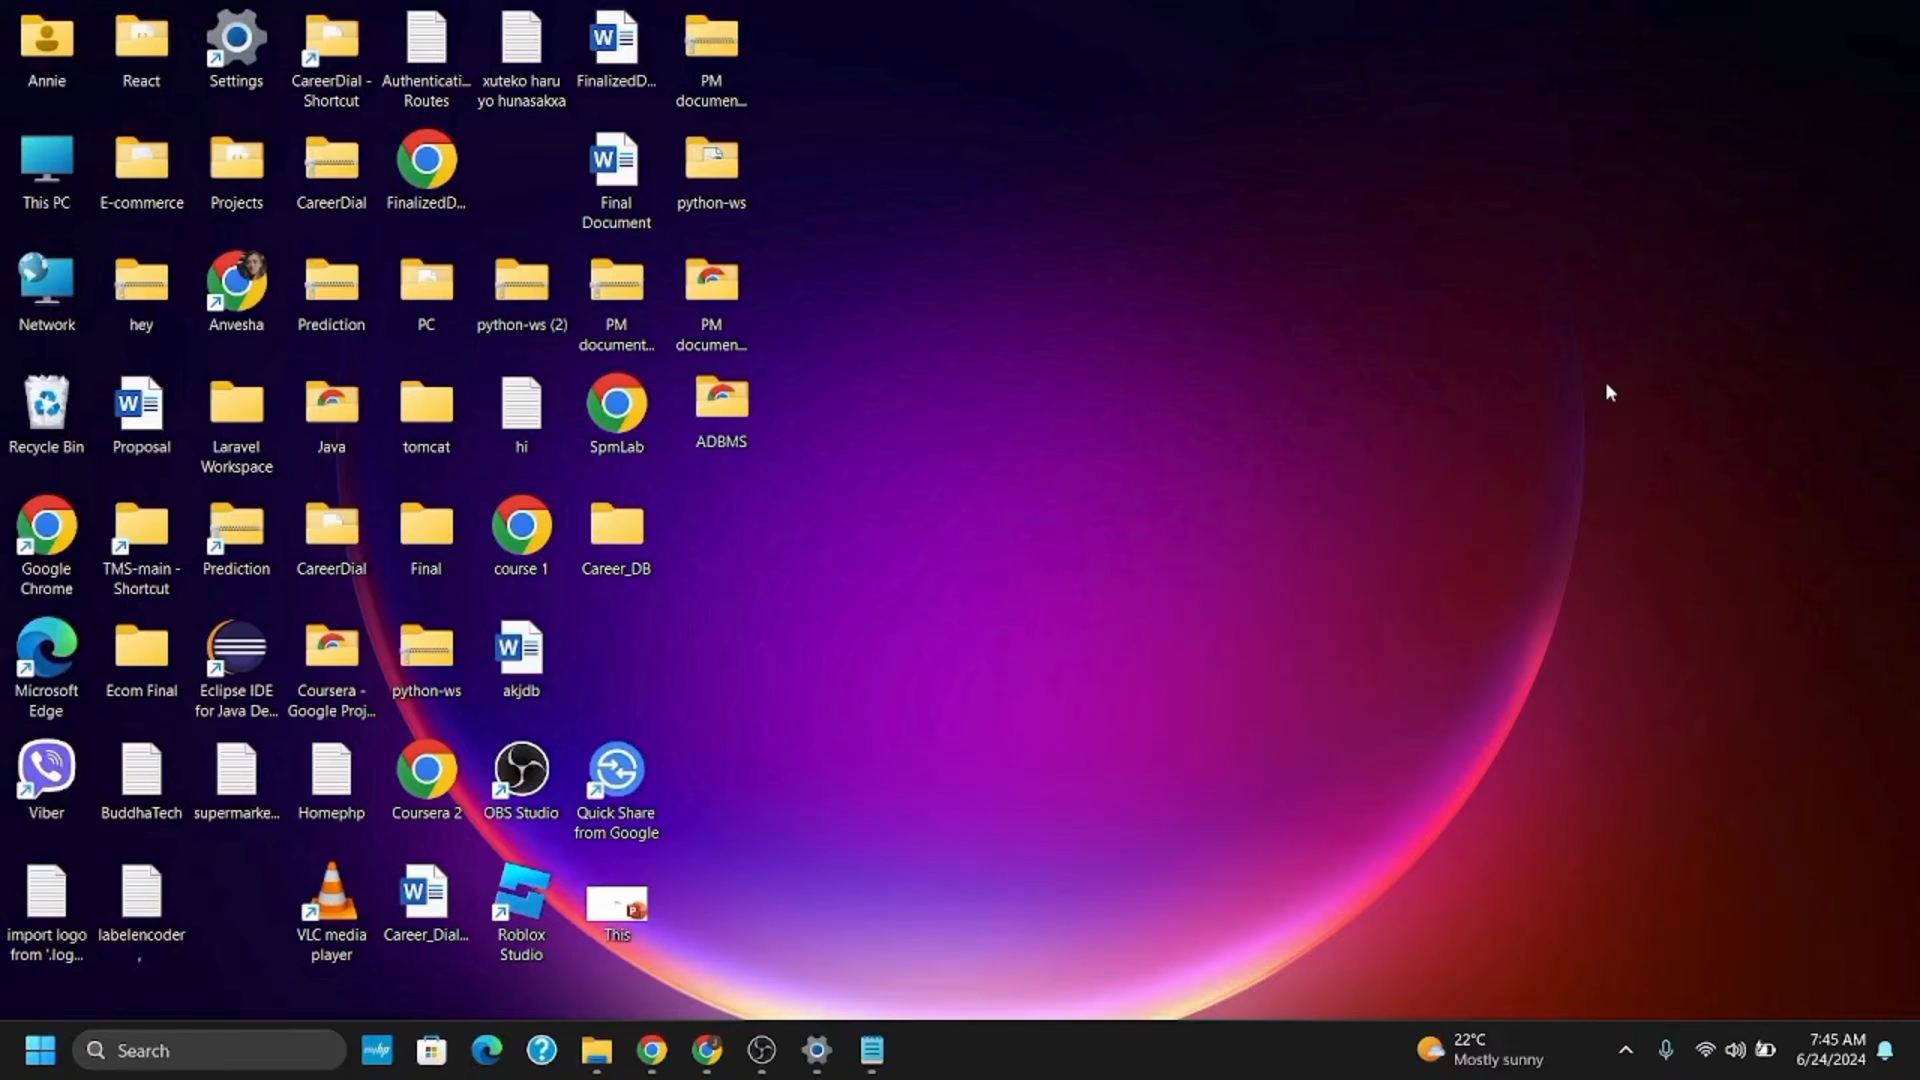 Annie
React
Settings
CareerDial -
Shortcut
Authenticati...
Routes
xuteko haru
yo hunasakxa
FinalizedD...
PM
documen...
This PC
E-commerce
Projects
CareerDial
FinalizedD...
Final
Document
python-ws
Network
hey
Anvesha
Prediction
PC
python-ws (2)
PM
document...
PM
documen...
Recycle Bin
Proposal
Laravel
Workspace
Java
tomcat
hi
SpmLab
ADBMS
Google
Chrome
TMS-main -
Shortcut
Prediction
CareerDial
Final
course 1
Career_DB
Microsoft
Edge
Ecom Final
Eclipse IDE
for Java De...
Coursera -
Google Proj...
python-ws
akjdb
Viber
BuddhaTech
supermarke...
Homephp
Coursera 2
OBS Studio
Quick Share
from Google
import logo
from '.log...
labelencoder
,
VLC media
player
Career_Dial...
Roblox
Studio
This
Search
myhp
22°C
Mostly sunny
7:45 AM
6/24/2024